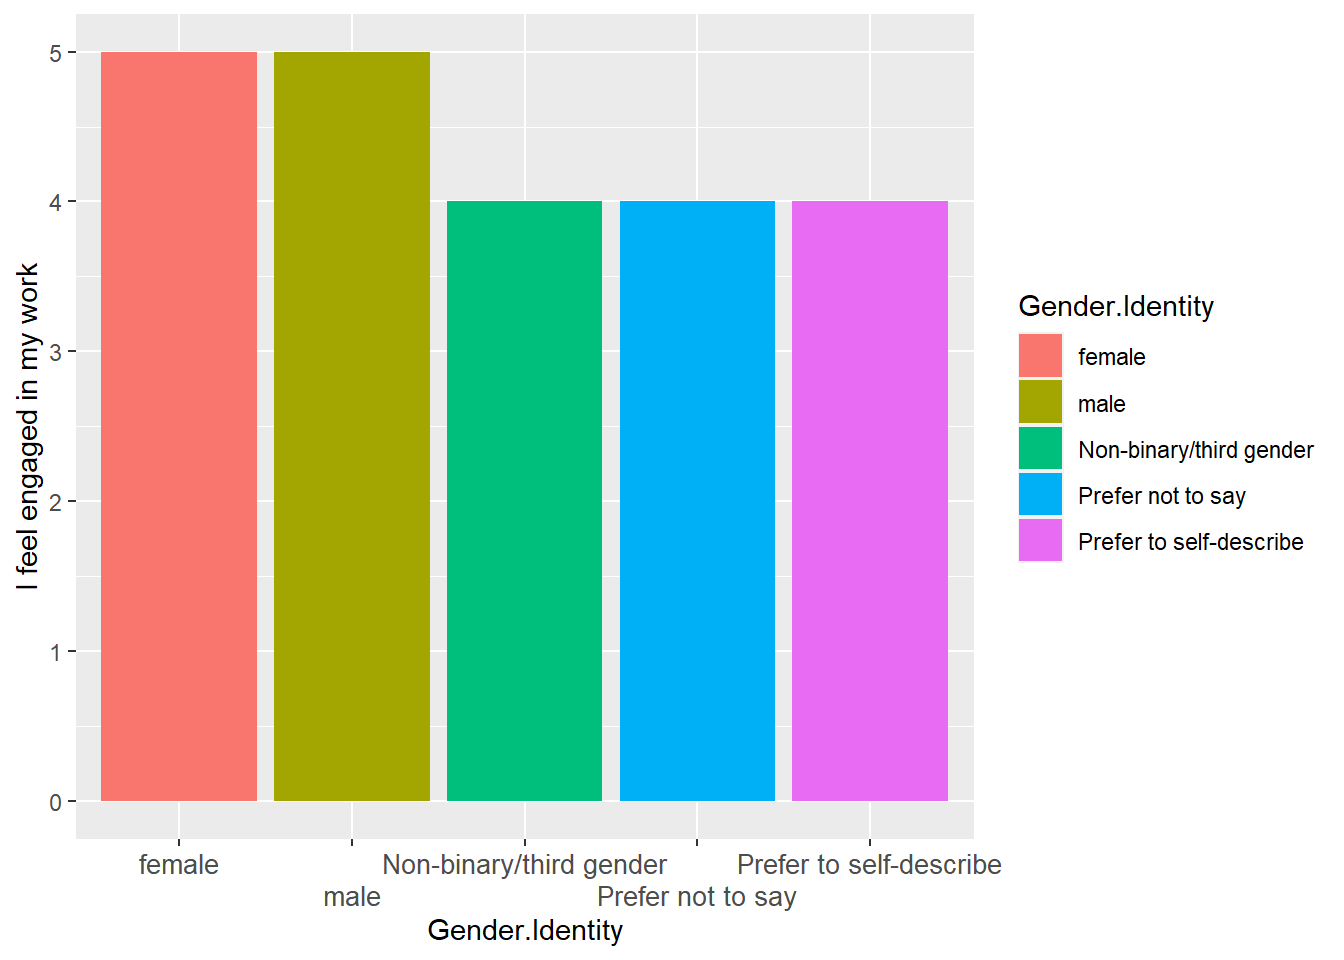 I feel engaged in my work
5
4
3
2
1
0
female
male
Non-binary/third gender
Prefer not to say
Prefer to self-describe
Gender.Identity
Gender.Identity
female
male
Non-binary/third gender
Prefer not to say
Prefer to self-describe